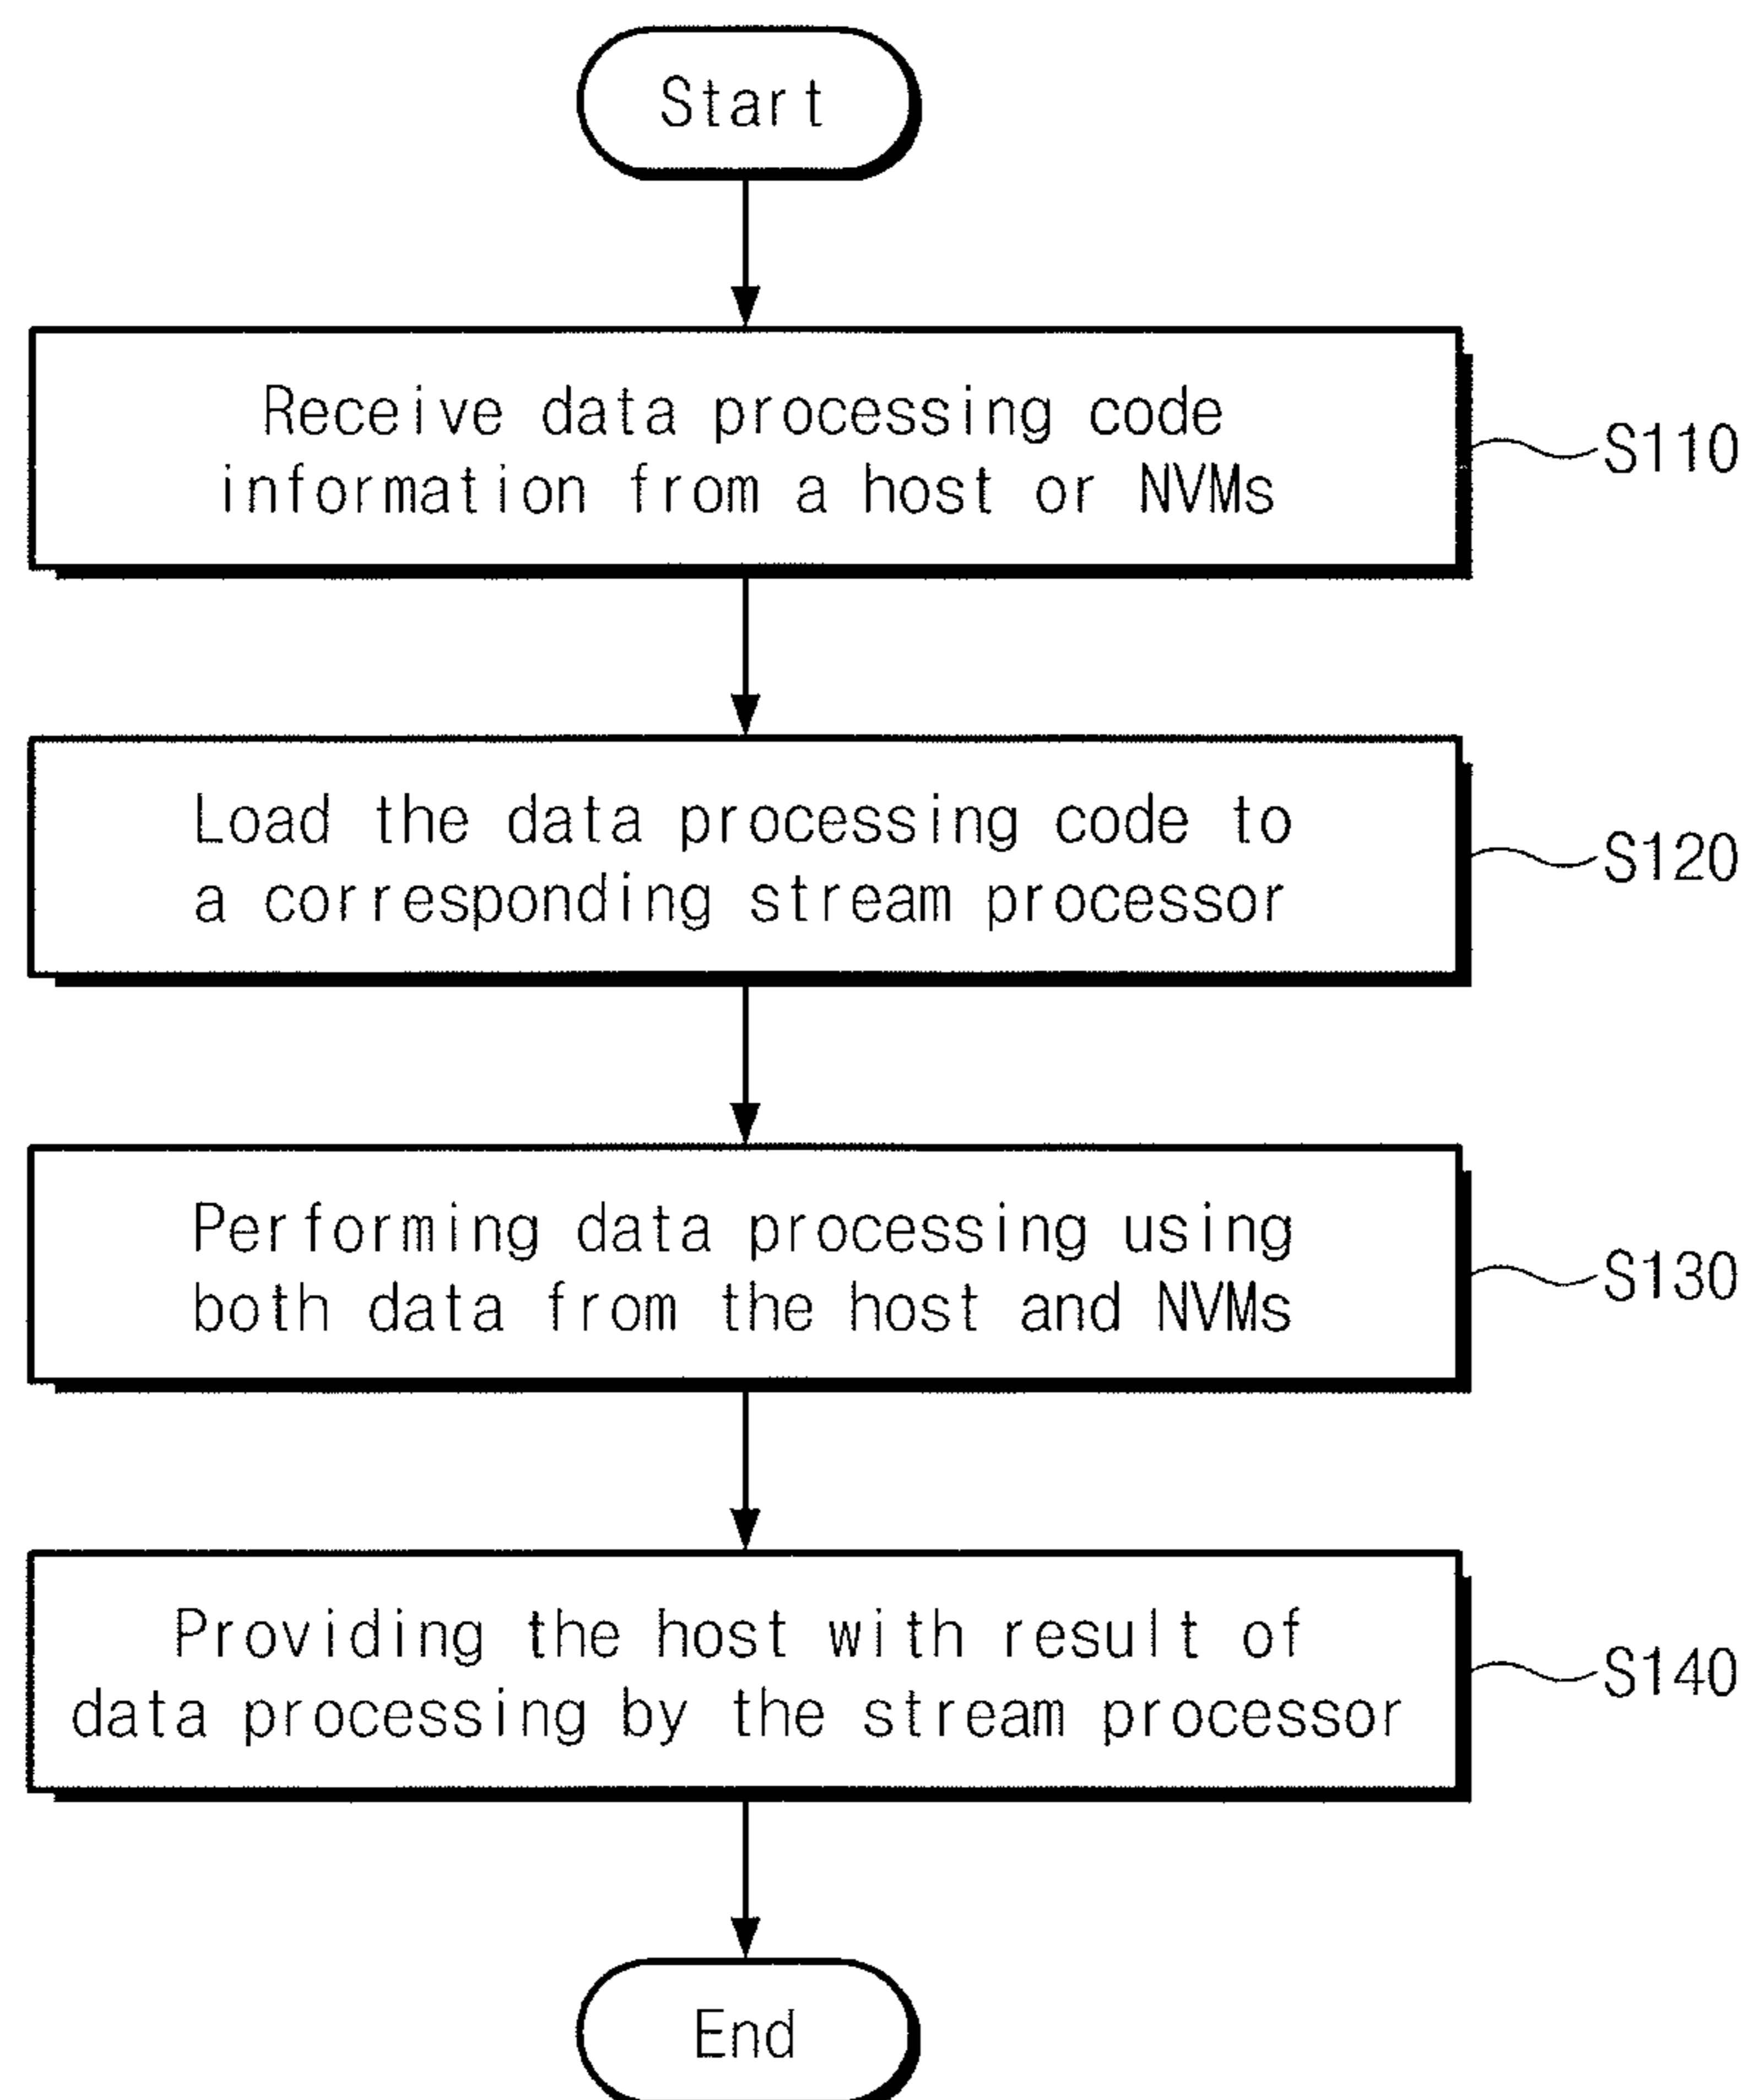 Start
Receive data processing code
information from a host or NVMs
S110
Load the data processing code to
a corresponding stream processor
S120
Performing data processing using
both data from the host and NVMs
S130
Providing the host with result of
data processing by the stream processor
S140
End